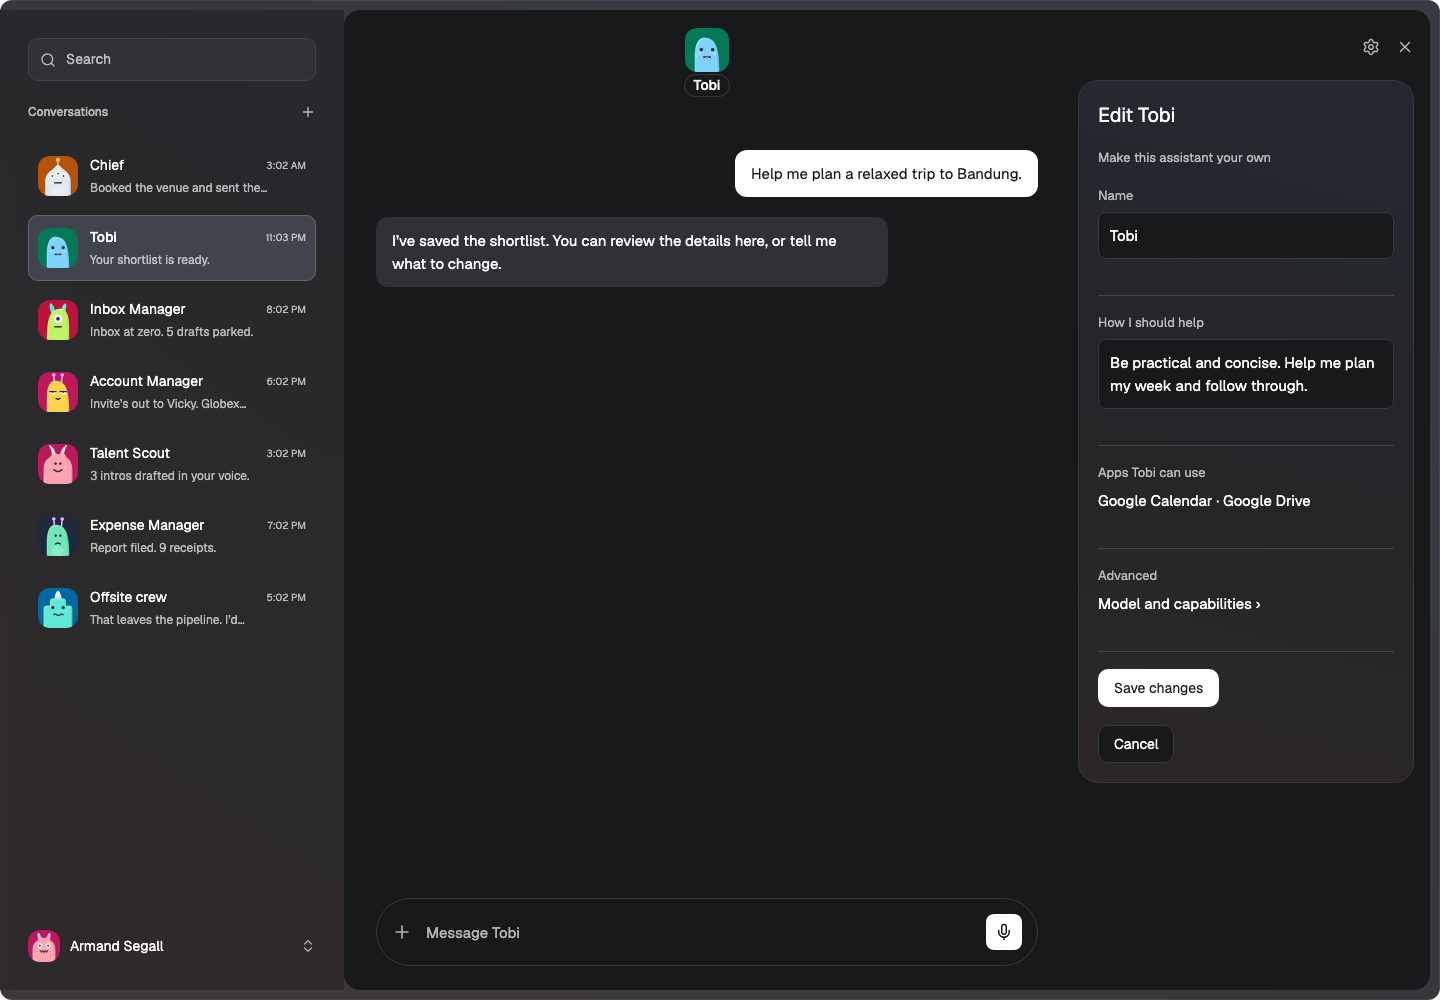 Search
Conversations
Chief
3:02 AM
Booked the venue and sent the…
Tobi
11:03 PM
Your shortlist is ready.
Inbox Manager
8:02 PM
Inbox at zero. 5 drafts parked.
Account Manager
6:02 PM
Invite's out to Vicky. Globex…
Talent Scout
3:02 PM
3 intros drafted in your voice.
Expense Manager
7:02 PM
Report filed. 9 receipts.
Offsite crew
5:02 PM
That leaves the pipeline. I'd…
Armand Segall
Tobi
Help me plan a relaxed trip to Bandung.
I've saved the shortlist. You can review the details here, or tell me
what to change.
Message Tobi
Edit Tobi
Make this assistant your own
Name
Tobi
How I should help
Be practical and concise. Help me plan
my week and follow through.
Apps Tobi can use
Google Calendar · Google Drive
Advanced
Model and capabilities ›
Save changes
Cancel